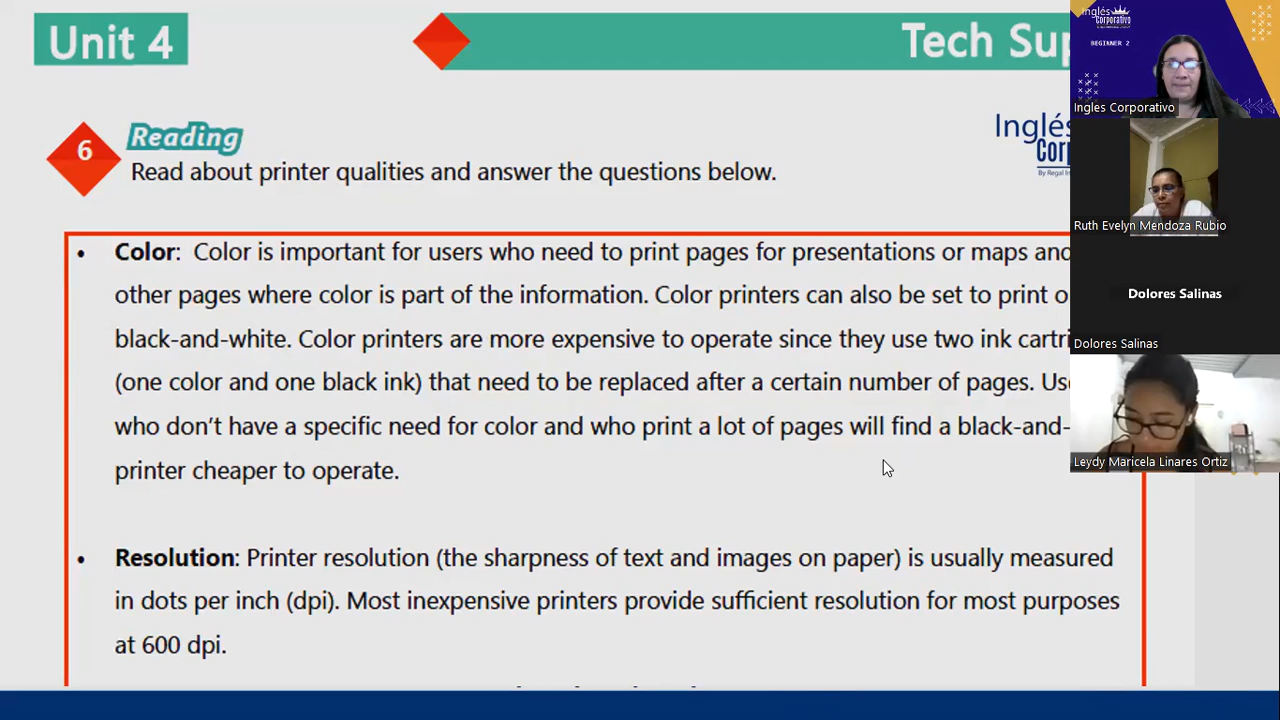 Unit 4
Tech Su
6
Reading
Read about printer qualities and answer the questions below.
Inglés
Cor
By Regal In
• Color: Color is important for users who need to print pages for presentations or maps and
other pages where color is part of the information. Color printers can also be set to print o
black-and-white. Color printers are more expensive to operate since they use two ink cartri
(one color and one black ink) that need to be replaced after a certain number of pages. Us
who don't have a specific need for color and who print a lot of pages will find a black-and-
printer cheaper to operate.
• Resolution: Printer resolution (the sharpness of text and images on paper) is usually measured
in dots per inch (dpi). Most inexpensive printers provide sufficient resolution for most purposes
at 600 dpi.
Inglés
Corporativo
BEGINNER 2
Ingles Corporativo
Ruth Evelyn Mendoza Rubio
Dolores Salinas
Dolores Salinas
Leydy Maricela Linares Ortiz